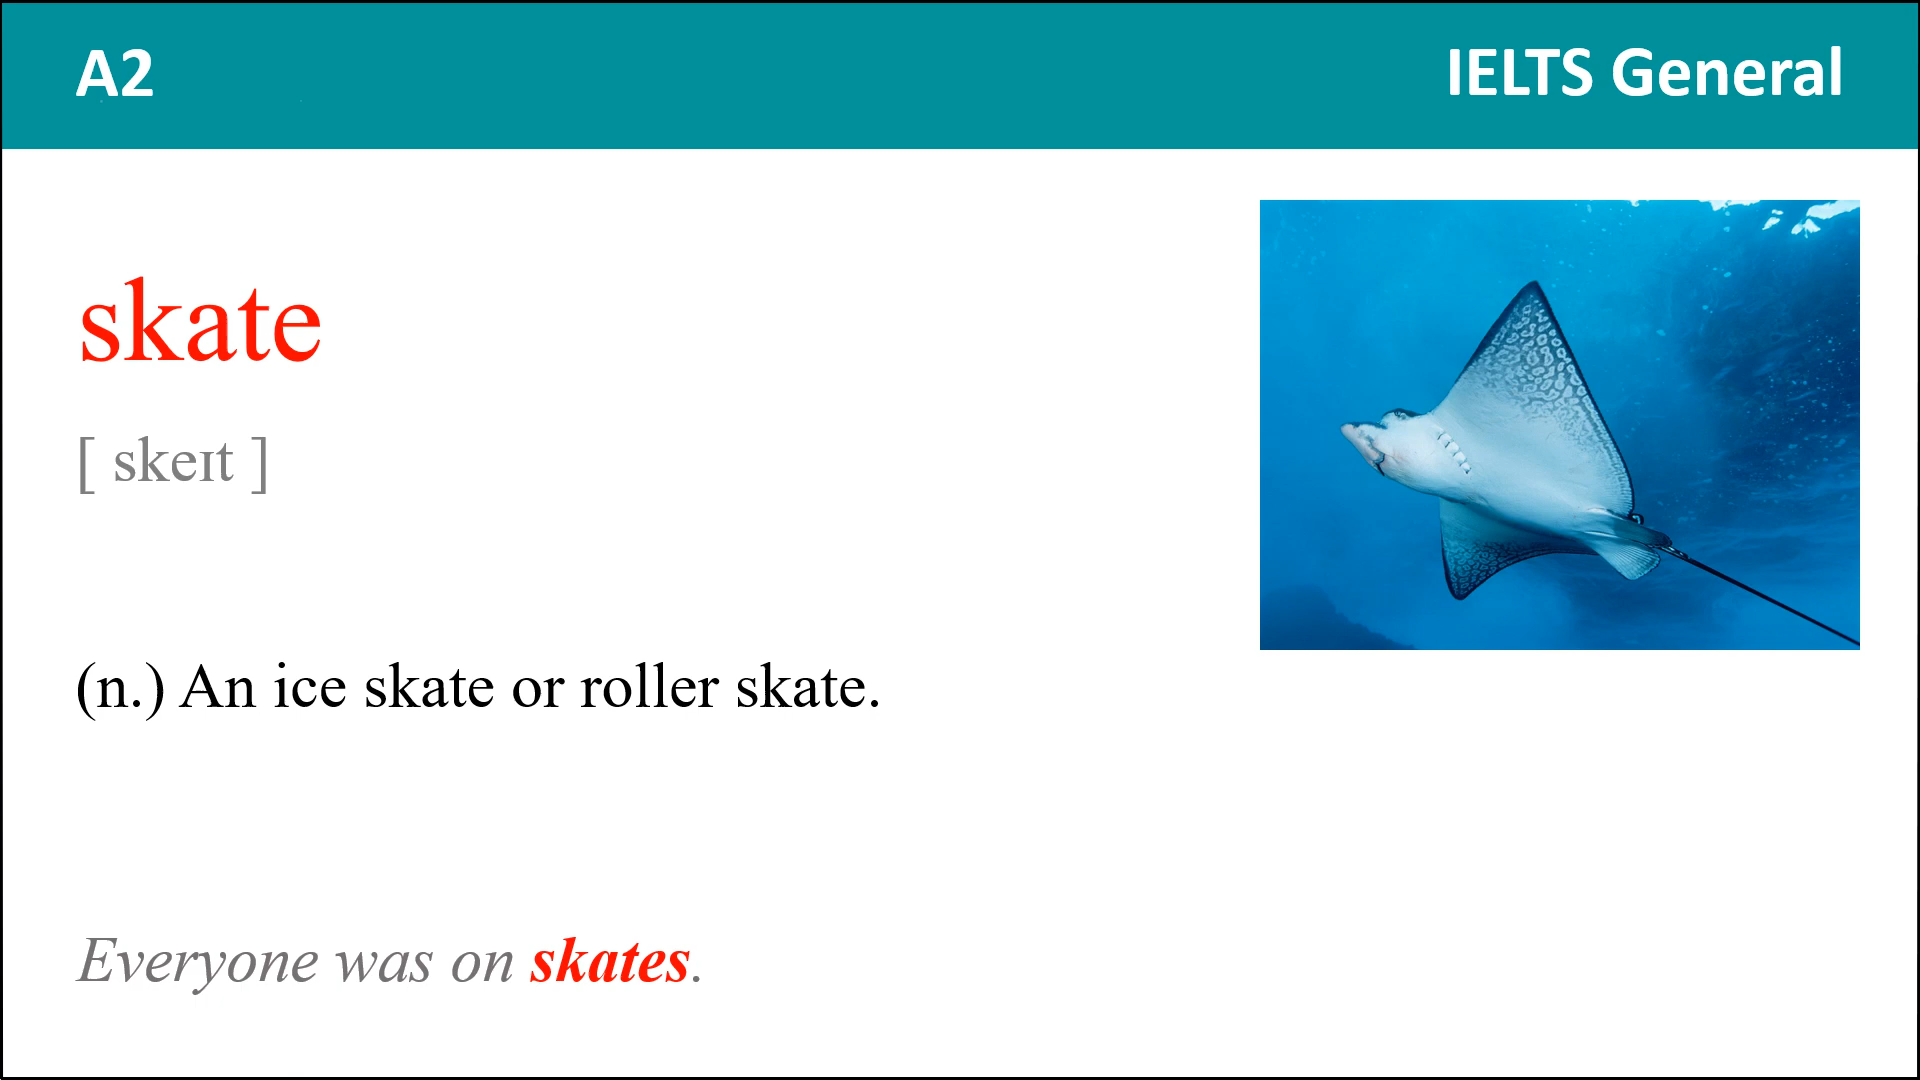 A2
IELTS General
skate
[ skeɪt ]
(n.) An ice skate or roller skate.
Everyone was on skates.